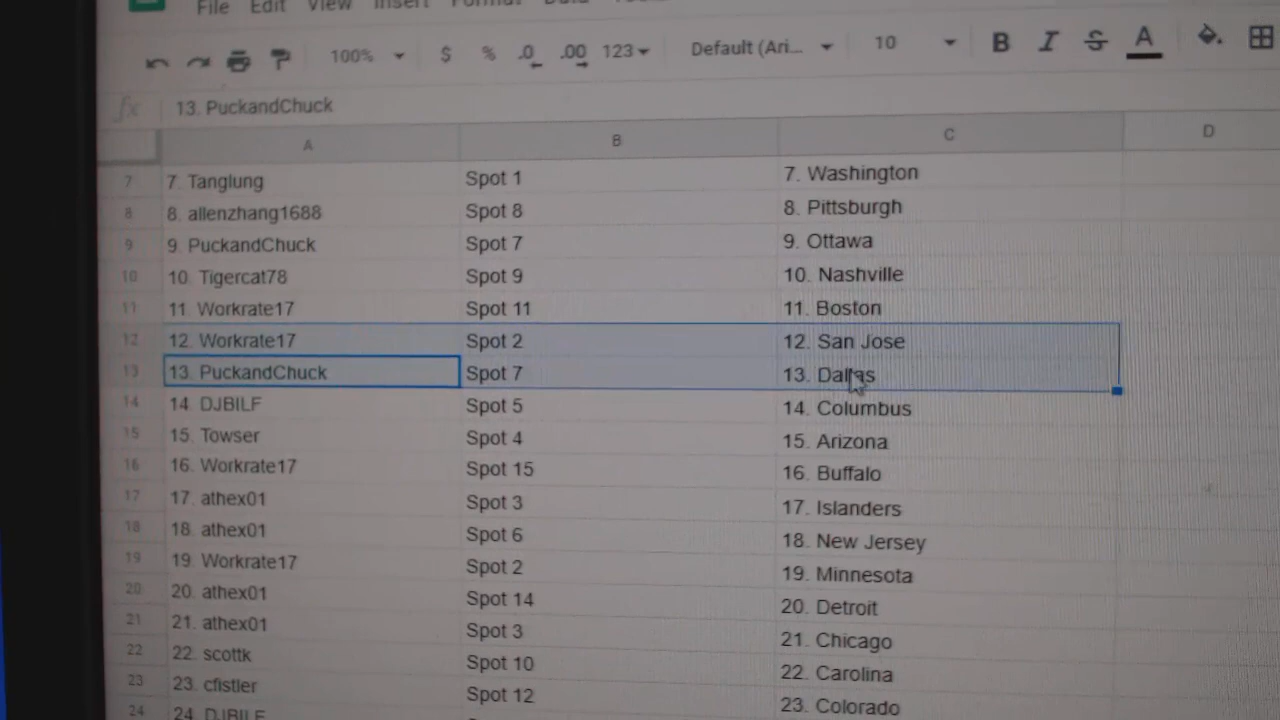 File Edit View Insert Format Data
100% $ % .0 .00 123 Default (Ari... 10 B I S A
fx 13. PuckandChuck
A B C D
7 7. Tanglung Spot 1 7. Washington
8 8. allenzhang1688 Spot 8 8. Pittsburgh
9 9. PuckandChuck Spot 7 9. Ottawa
10 10. Tigercat78 Spot 9 10. Nashville
11 11. Workrate17 Spot 11 11. Boston
12 12. Workrate17 Spot 2 12. San Jose
13 13. PuckandChuck Spot 7 13. Dallas
14 14. DJBILF Spot 5 14. Columbus
15 15. Towser Spot 4 15. Arizona
16 16. Workrate17 Spot 15 16. Buffalo
17 17. athex01 Spot 3 17. Islanders
18 18. athex01 Spot 6 18. New Jersey
19 19. Workrate17 Spot 2 19. Minnesota
20 20. athex01 Spot 14 20. Detroit
21 21. athex01 Spot 3 21. Chicago
22 22. scottk Spot 10 22. Carolina
23 23. cfistler Spot 12 23. Colorado
24 24. DJBILF